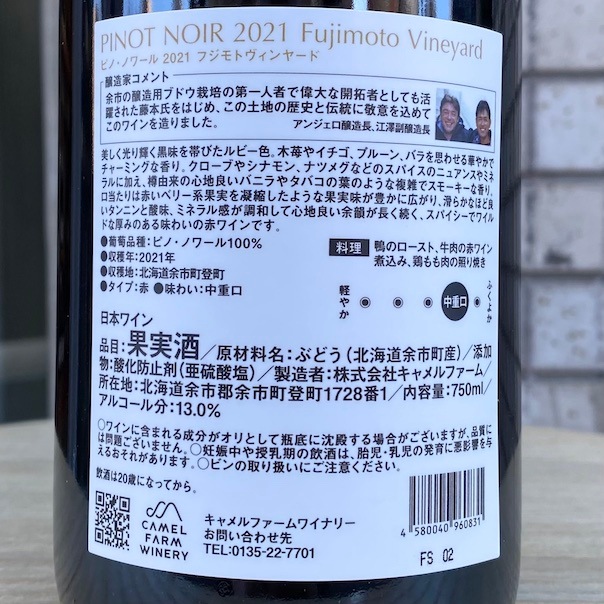 PINOT NOIR 2021 Fujimoto Vineyard
ピノ・ノワール 2021 フジモトヴィンヤード
醸造家コメント
余市の醸造用ブドウ栽培の第一人者で偉大な開拓者としても活
躍された藤本氏をはじめ、この土地の歴史と伝統に敬意を込めて
このワインを造りました。
アンジェロ醸造長、江澤副醸造長
美しく光り輝く黒味を帯びたルビー色。木苺やイチゴ、プルーン、バラを思わせる華やかで
チャーミングな香り。クローブやシナモン、ナツメグなどのスパイスのニュアンスやミネ
ラルに加え、樽由来の心地良いバニラやタバコの葉のような複雑でスモーキーな香り。
口当たりは赤いベリー系果実を凝縮したような果実味が豊かに広がり、滑らかなほど良
いタンニンと酸味、ミネラル感が調和して心地良い余韻が長く続く、スパイシーでワイル
ドな厚みのある味わいの赤ワインです。
●葡萄品種:ピノ・ノワール100%
●収穫年:2021年
●収穫地:北海道余市町登町
●タイプ:赤 ●味わい:中重口
料理 鴨のロースト、牛肉の赤ワイン
煮込み、鶏もも肉の照り焼き
軽やか
中重口
ふくよか
日本ワイン
品目:果実酒／原材料名:ぶどう(北海道余市町産)／添加
物:酸化防止剤(亜硫酸塩)／製造者:株式会社キャメルファーム／
所在地:北海道余市郡余市町登町1728番1／内容量:750ml／
アルコール分:13.0%
○ワインに含まれる成分がオリとして瓶底に沈殿する場合がございますが、品質に
は問題ございません。○妊娠中や授乳期の飲酒は、胎児・乳児の発育に悪影響を与
えるおそれがあります。○ビンの取り扱いにご注意ください。
飲酒は20歳になってから。
CAMEL
FARM
WINERY
キャメルファームワイナリー
お問い合わせ先
TEL:0135-22-7701
4 580040 960831
FS 02